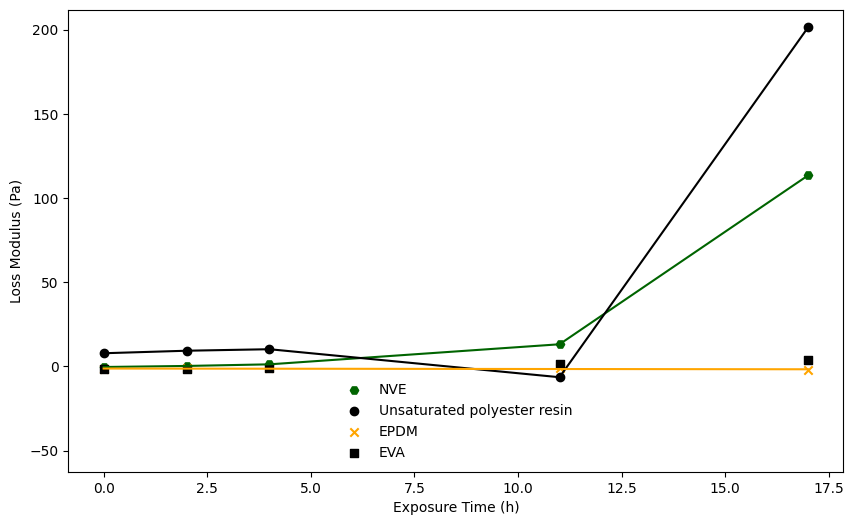 200
150
100
50
0
−50
Loss Modulus (Pa)
NVE
Unsaturated polyester resin
EPDM
EVA
0.0 2.5 5.0 7.5 10.0 12.5 15.0 17.5
Exposure Time (h)